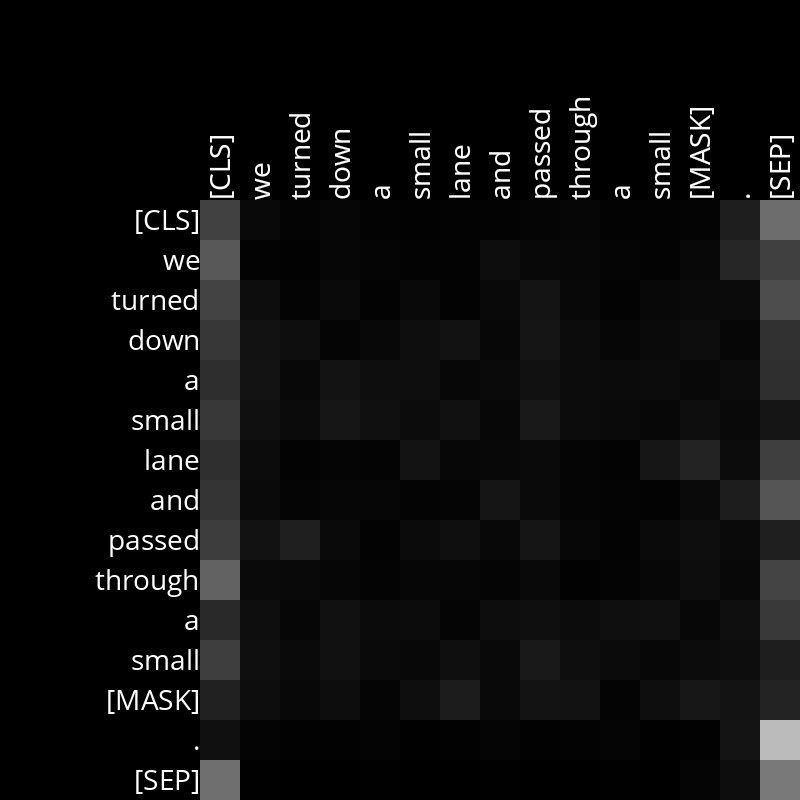 [CLS] we turned down a small lane and passed through a small [MASK] . [SEP]
[CLS]
we
turned
down
a
small
lane
and
passed
through
a
small
[MASK]
.
[SEP]